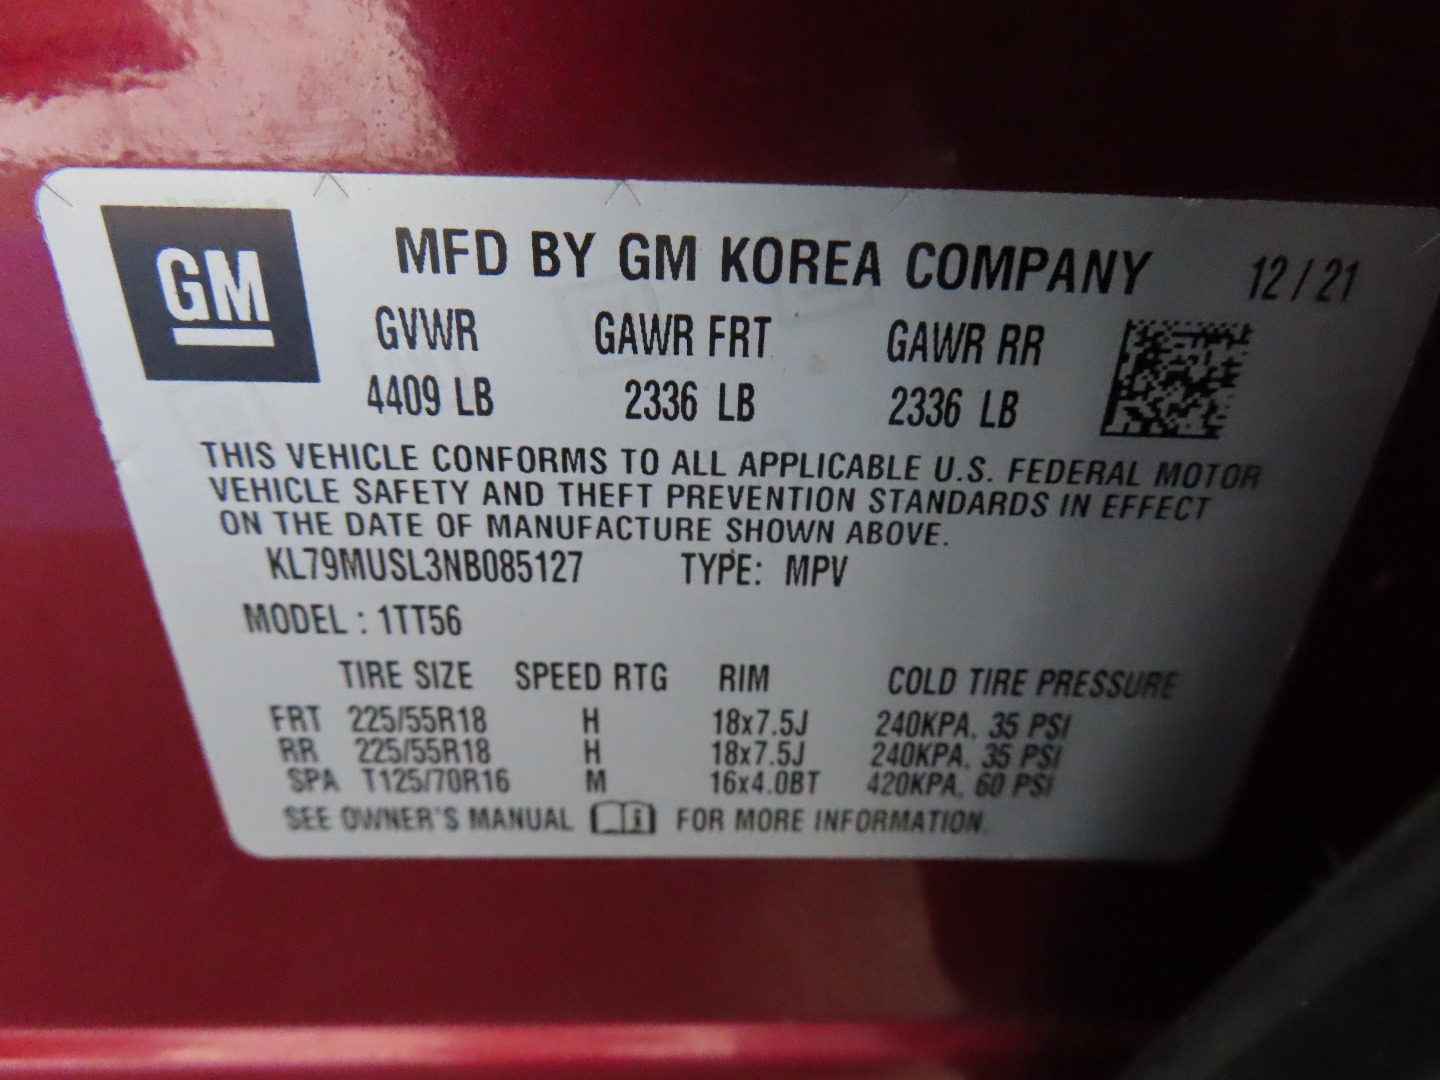 GM
MFD BY GM KOREA COMPANY 12/21
GVWR GAWR FRT GAWR RR
4409 LB 2336 LB 2336 LB
THIS VEHICLE CONFORMS TO ALL APPLICABLE U.S. FEDERAL MOTOR
VEHICLE SAFETY AND THEFT PREVENTION STANDARDS IN EFFECT
ON THE DATE OF MANUFACTURE SHOWN ABOVE.
KL79MUSL3NB085127 TYPE: MPV
MODEL : 1TT56
TIRE SIZE SPEED RTG RIM COLD TIRE PRESSURE
FRT 225/55R18 H 18x7.5J 240KPA, 35 PSI
RR 225/55R18 H 18x7.5J 240KPA, 35 PSI
SPA T125/70R16 M 16x4.0BT 420KPA, 60 PSI
SEE OWNER'S MANUAL i FOR MORE INFORMATION.